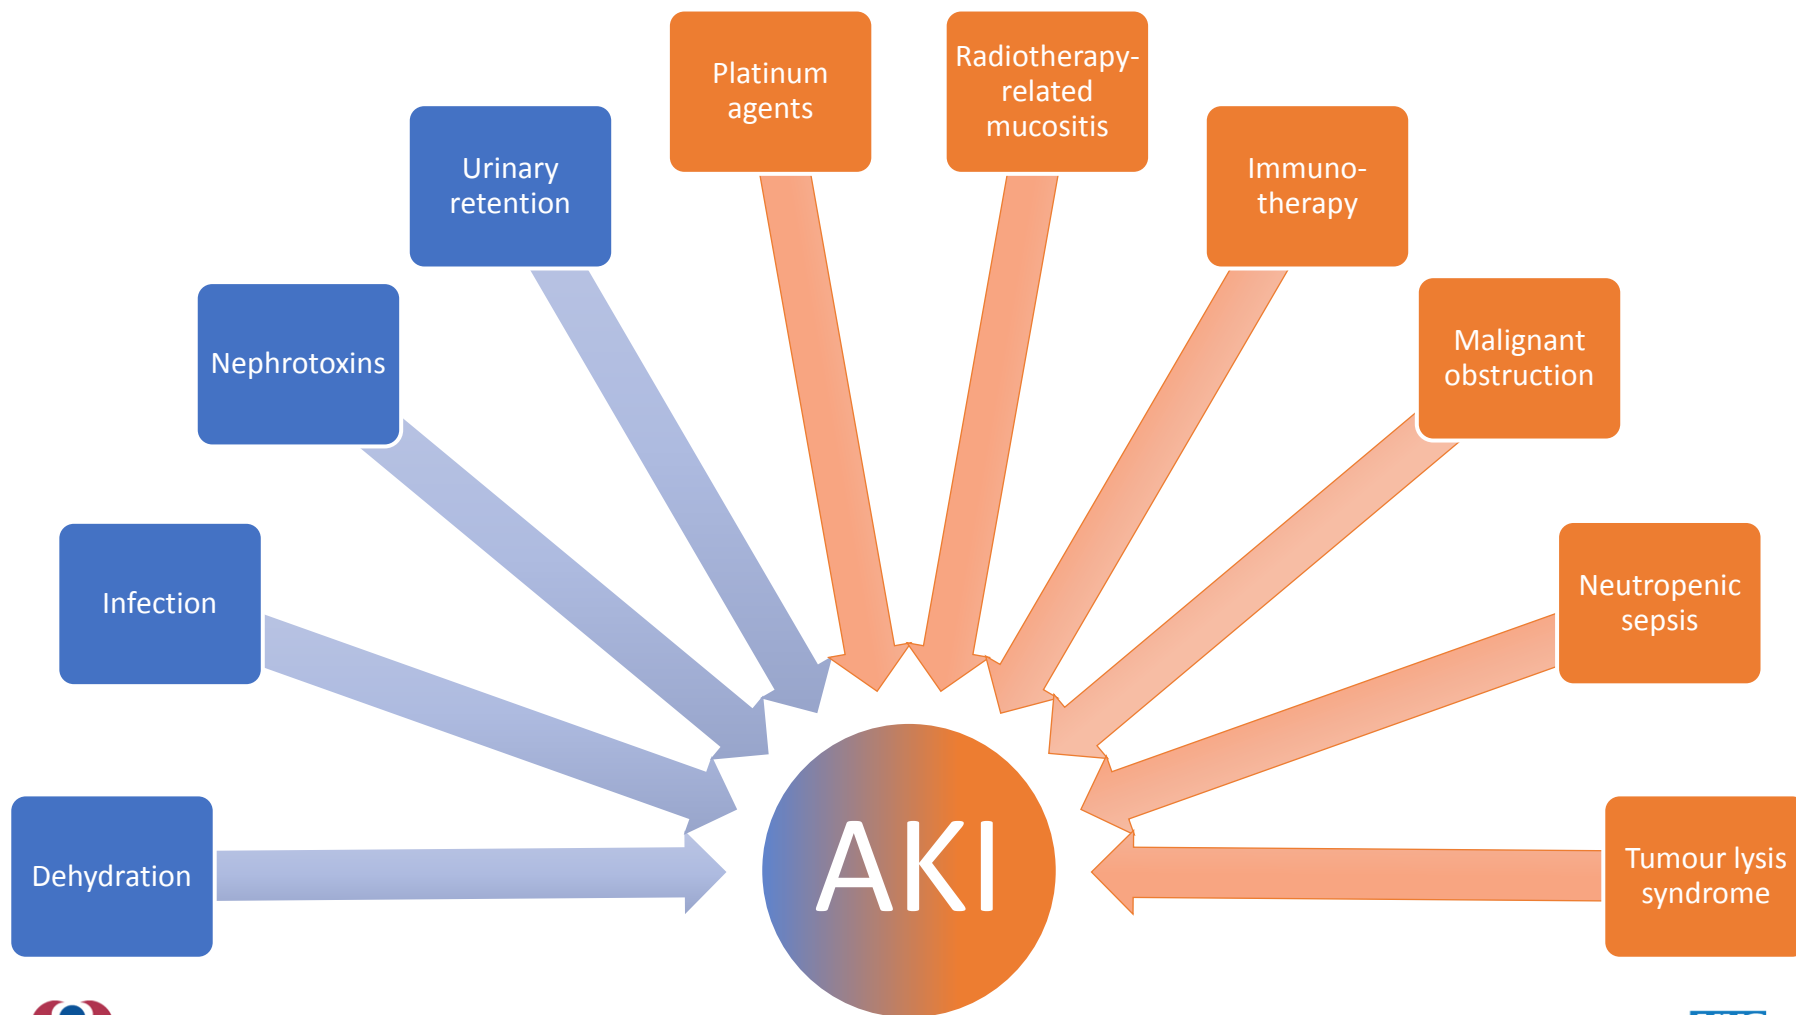 Platinum
agents
Radiotherapy-
related
mucositis
Urinary
retention
Immuno-
therapy
Nephrotoxins
Malignant
obstruction
Infection
Neutropenic
sepsis
Dehydration
AKI
Tumour lysis
syndrome